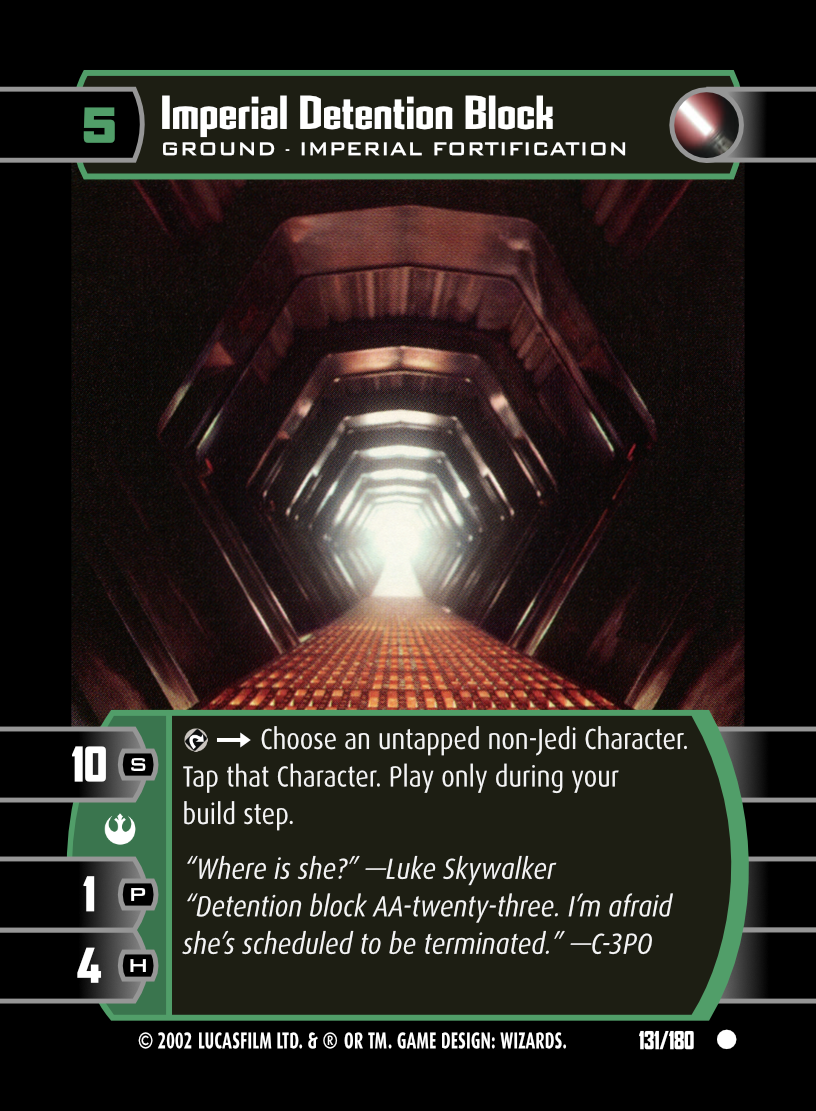 5
Imperial Detention Block
GROUND - IMPERIAL FORTIFICATION
10 S
1 P
4 H
Choose an untapped non-Jedi Character.
Tap that Character. Play only during your
build step.
“Where is she?” —Luke Skywalker
“Detention block AA-twenty-three. I’m afraid
she’s scheduled to be terminated.” —C-3PO
© 2002 LUCASFILM LTD. & ® OR TM. GAME DESIGN: WIZARDS.
131/180